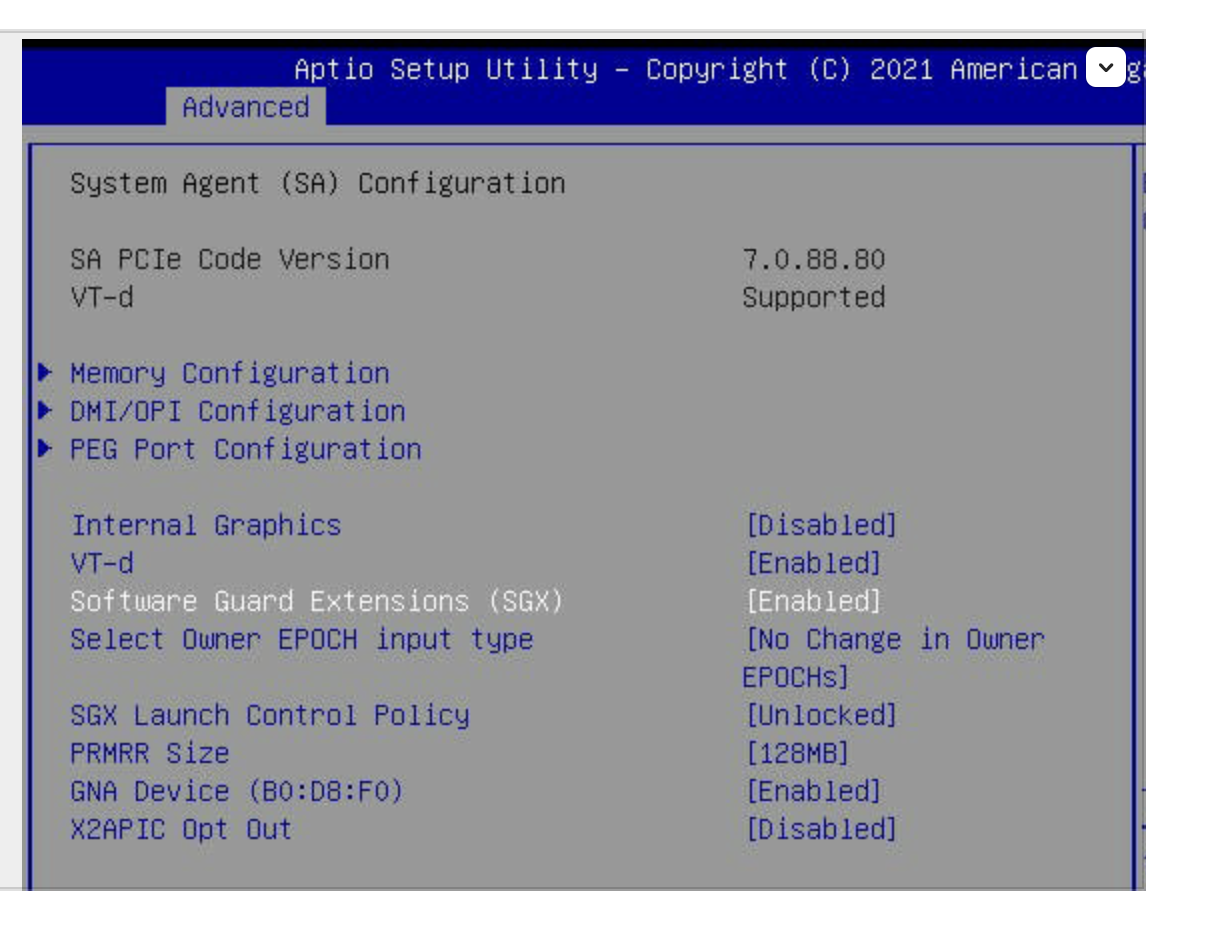 Aptio Setup Utility – Copyright (C) 2021 American
Advanced
System Agent (SA) Configuration
SA PCIe Code Version 7.0.88.80
VT-d Supported
Memory Configuration
DMI/OPI Configuration
PEG Port Configuration
Internal Graphics [Disabled]
VT-d [Enabled]
Software Guard Extensions (SGX) [Enabled]
Select Owner EPOCH input type [No Change in Owner
EPOCHs]
SGX Launch Control Policy [Unlocked]
PRMRR Size [128MB]
GNA Device (B0:D8:F0) [Enabled]
X2APIC Opt Out [Disabled]